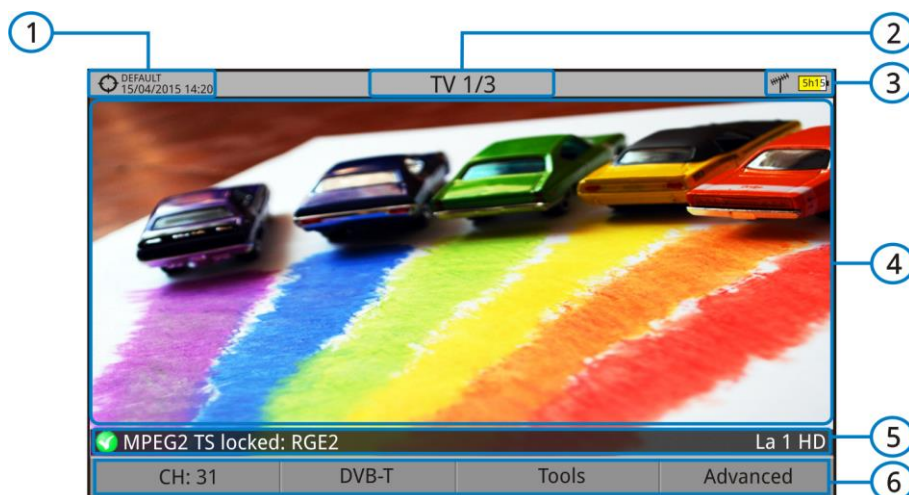 1
2
3
DEFAULT
15/04/2015 14:20
TV 1/3
5h15
4
MPEG2 TS locked: RGE2
La 1 HD
5
CH: 31
DVB-T
Tools
Advanced
6